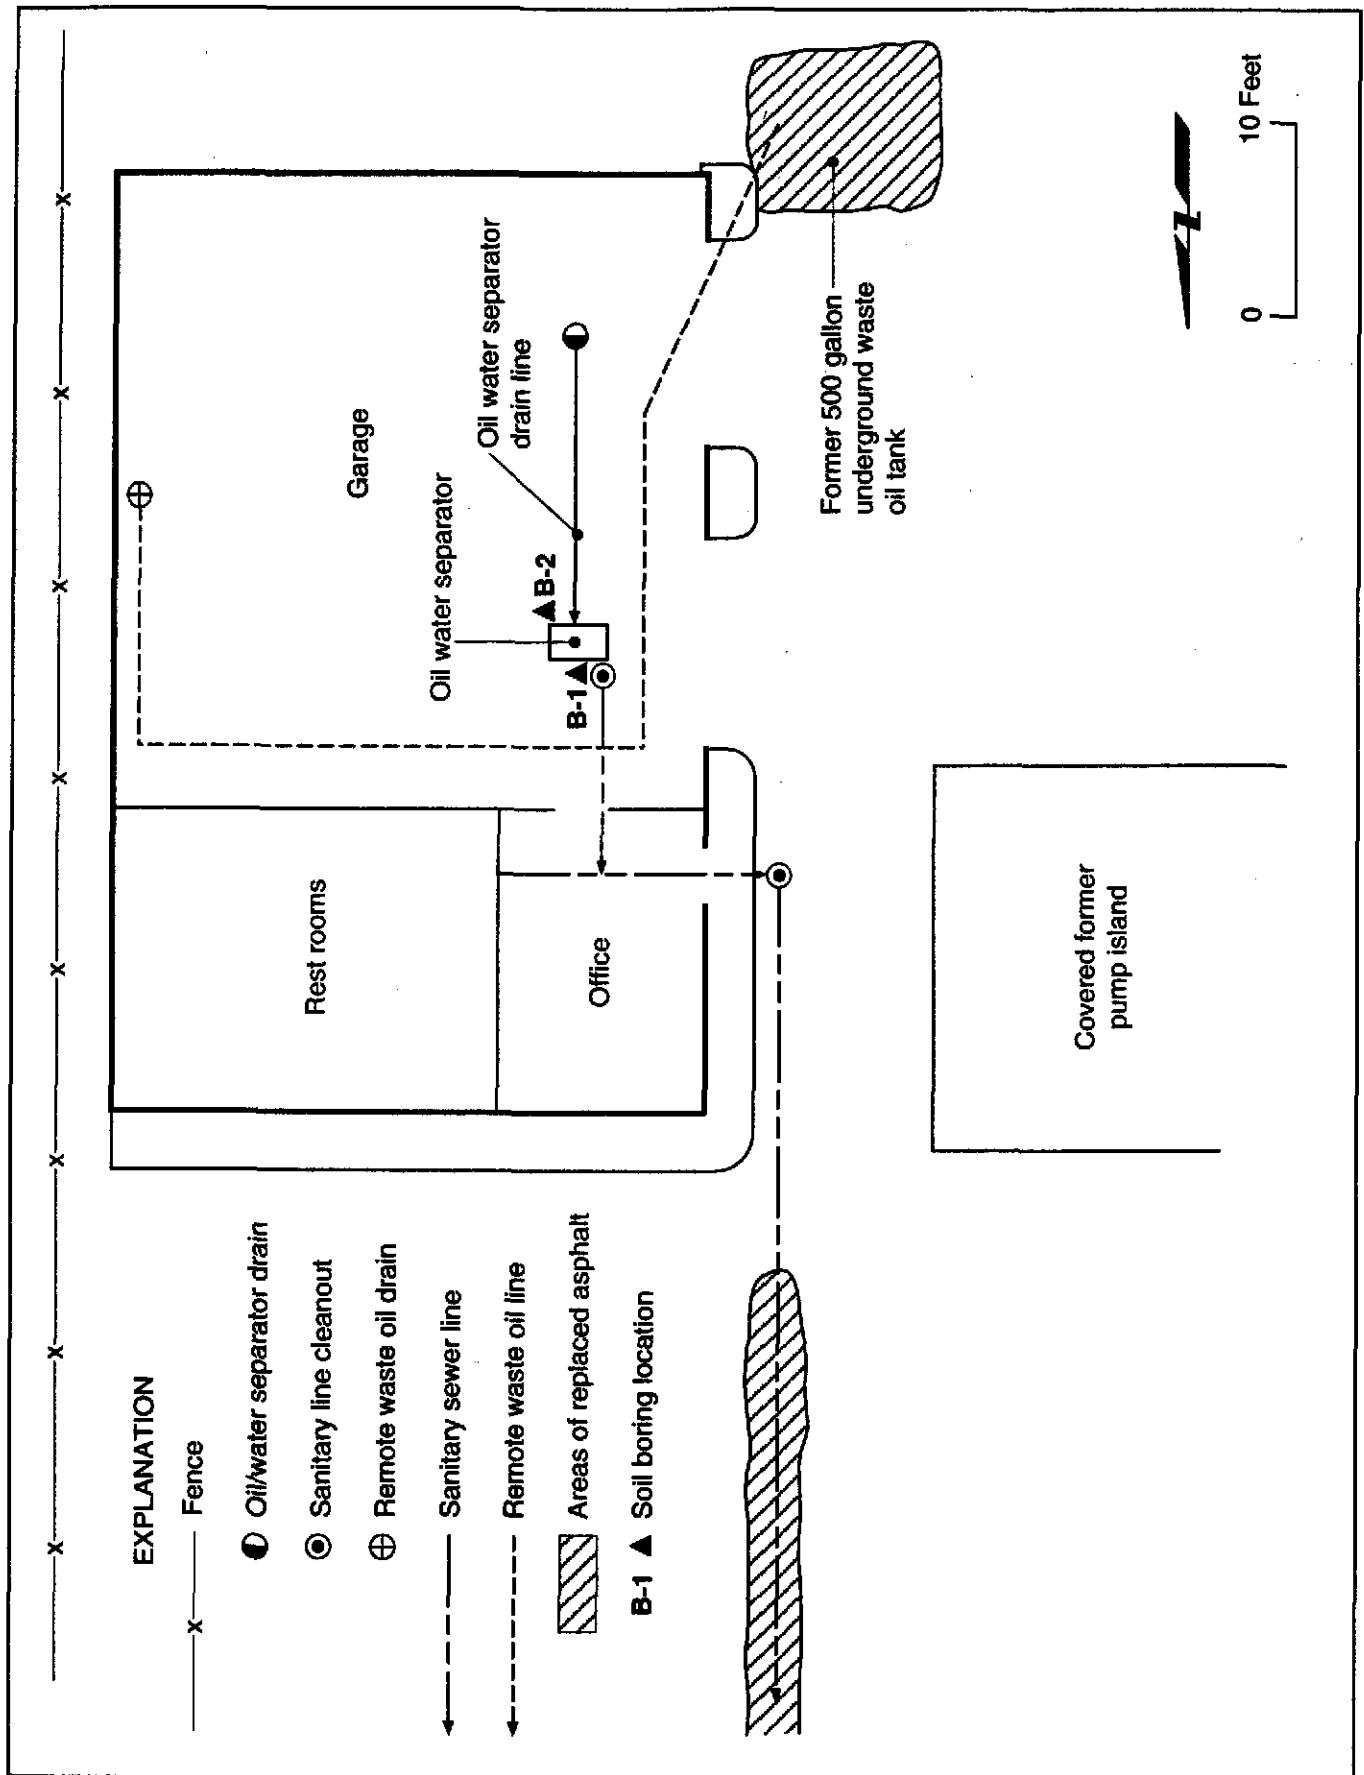 EXPLANATION
x Fence
Oil/water separator drain
Sanitary line cleanout
Remote waste oil drain
Sanitary sewer line
Remote waste oil line
Areas of replaced asphalt
B-1 Soil boring location
Rest rooms
Office
Garage
Oil water separator
Oil water separator
drain line
B-1
B-2
Former 500 gallon
underground waste
oil tank
Covered former
pump island
0 10 Feet